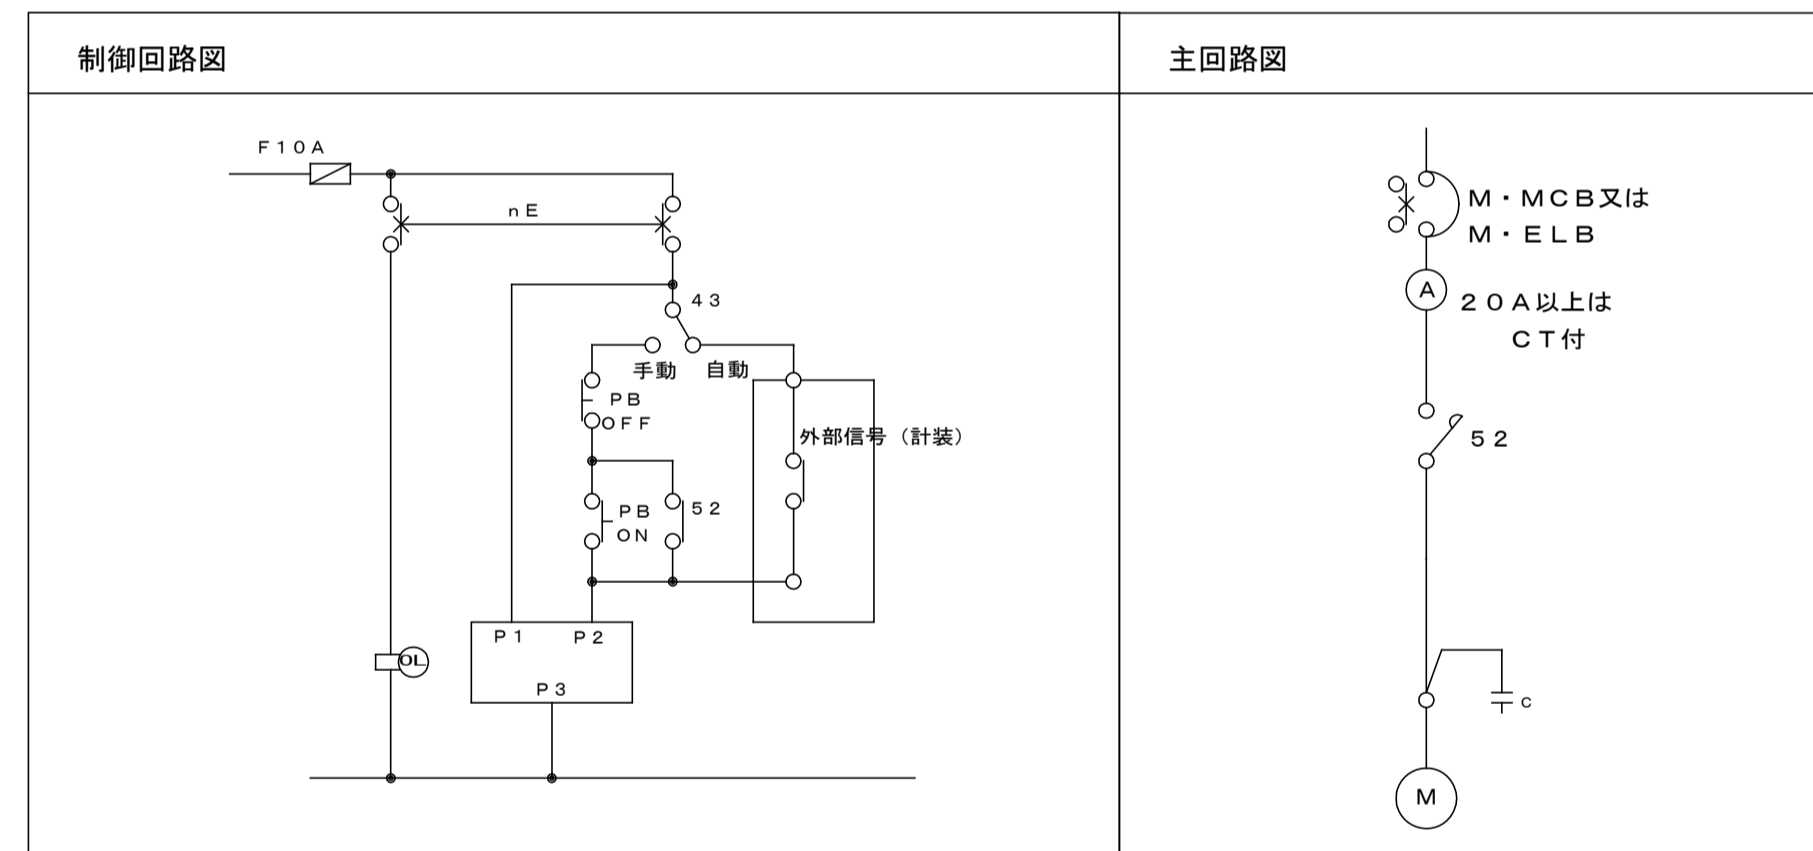 制御回路図
主回路図
F10A
nE
43
手動
自動
PB
OFF
外部信号（計装）
PB
ON
52
P1
P2
OL
P3
M・MCB又は
M・ELB
A
20A以上は
CT付
52
C
M